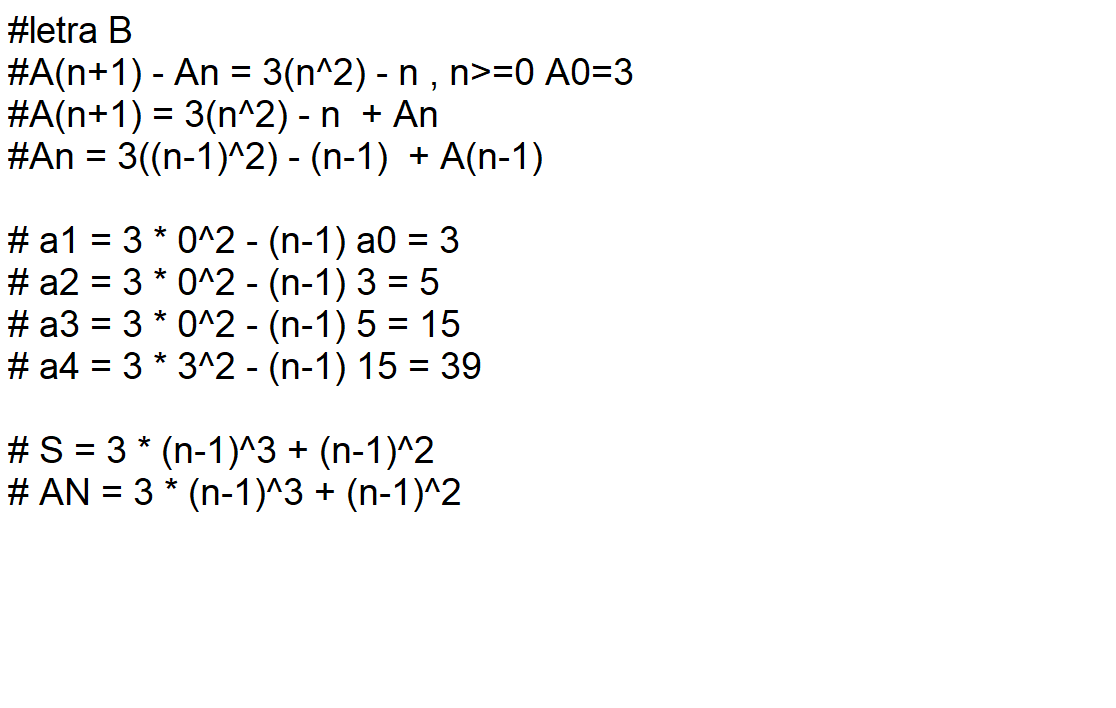 #letra B
#A(n+1) - An = 3(n^2) - n , n>=0 A0=3
#A(n+1) = 3(n^2) - n  + An
#An = 3((n-1)^2) - (n-1)  + A(n-1)
# a1 = 3 * 0^2 - (n-1) a0 = 3
# a2 = 3 * 0^2 - (n-1) 3 = 5
# a3 = 3 * 0^2 - (n-1) 5 = 15
# a4 = 3 * 3^2 - (n-1) 15 = 39
# S = 3 * (n-1)^3 + (n-1)^2
# AN = 3 * (n-1)^3 + (n-1)^2